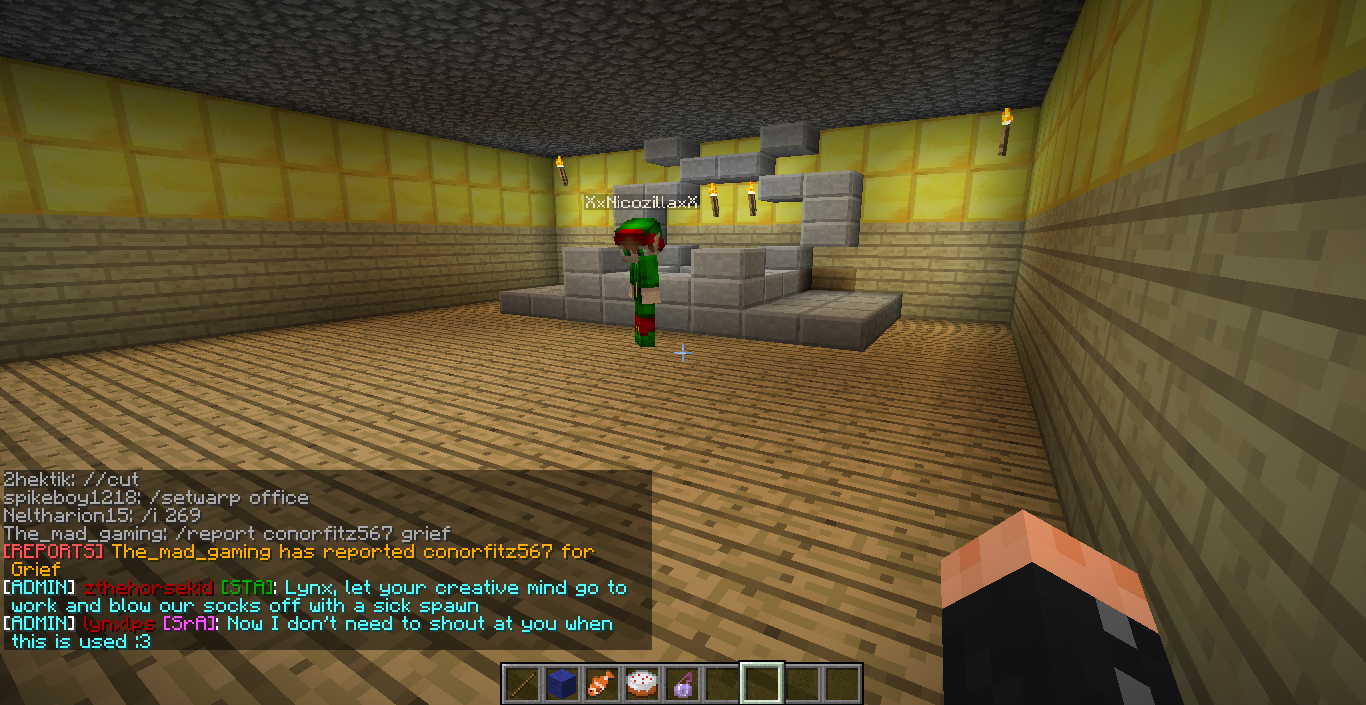 XxNicozillaxX
2hektik: //cut
spikeboy1218: /setwarp office
Neltharion15: /i 269
The_mad_gaming: /report conorfitz567 grief
[REPORTS] The_mad_gaming has reported conorfitz567 for
Grief
[ADMIN] zthehorsekid [STA]: Lynx, let your creative mind go to
work and blow our socks off with a sick spawn
[ADMIN] lynxlps [SrA]: Now I don't need to shout at you when
this is used :3